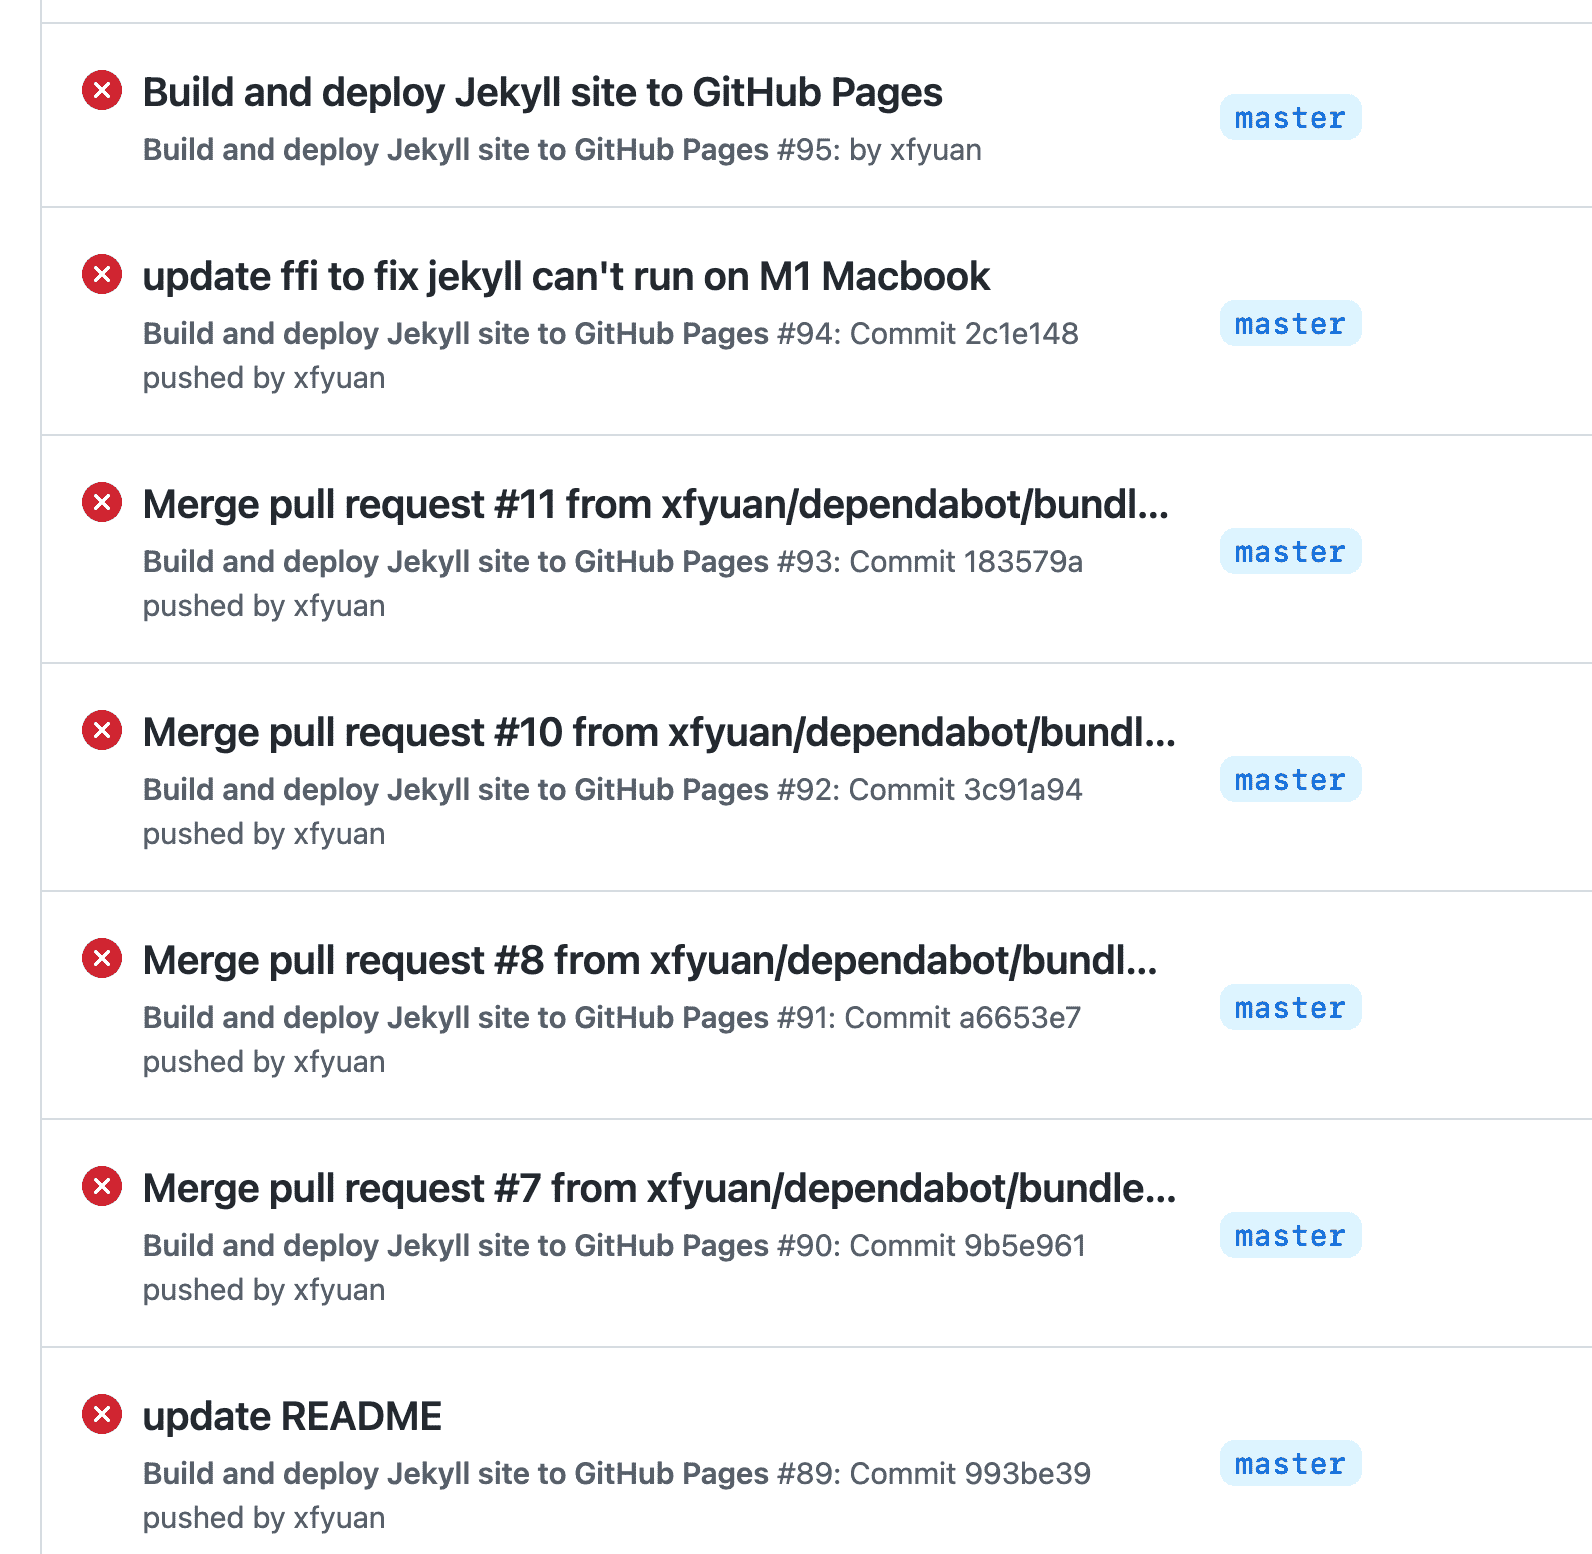 Build and deploy Jekyll site to GitHub Pages
Build and deploy Jekyll site to GitHub Pages #95: by xfyuan
master
update ffi to fix jekyll can't run on M1 Macbook
Build and deploy Jekyll site to GitHub Pages #94: Commit 2c1e148
pushed by xfyuan
master
Merge pull request #11 from xfyuan/dependabot/bundl...
Build and deploy Jekyll site to GitHub Pages #93: Commit 183579a
pushed by xfyuan
master
Merge pull request #10 from xfyuan/dependabot/bundl...
Build and deploy Jekyll site to GitHub Pages #92: Commit 3c91a94
pushed by xfyuan
master
Merge pull request #8 from xfyuan/dependabot/bundl...
Build and deploy Jekyll site to GitHub Pages #91: Commit a6653e7
pushed by xfyuan
master
Merge pull request #7 from xfyuan/dependabot/bundle...
Build and deploy Jekyll site to GitHub Pages #90: Commit 9b5e961
pushed by xfyuan
master
update README
Build and deploy Jekyll site to GitHub Pages #89: Commit 993be39
pushed by xfyuan
master